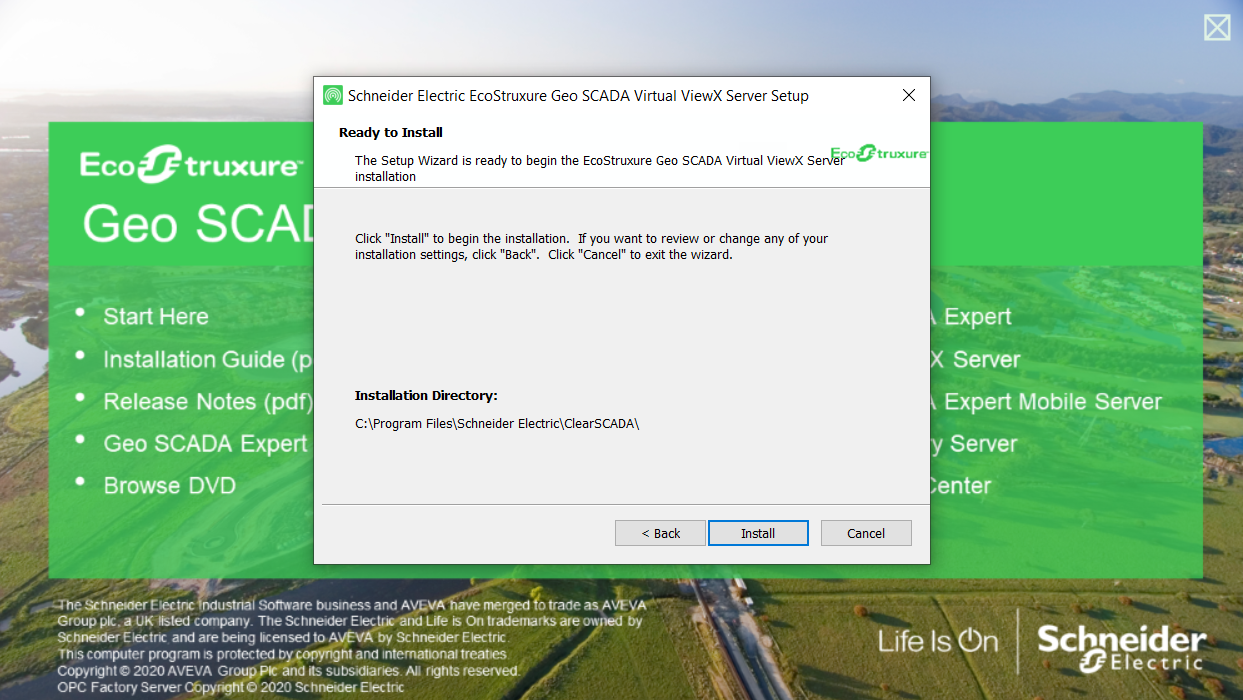 Schneider Electric EcoStruxure Geo SCADA Virtual ViewX Server Setup
Ready to Install
The Setup Wizard is ready to begin the EcoStruxure Geo SCADA Virtual ViewX Server
installation
EcoStruxure
Click "Install" to begin the installation. If you want to review or change any of your
installation settings, click "Back". Click "Cancel" to exit the wizard.
Installation Directory:
C:\Program Files\Schneider Electric\ClearSCADA\
< Back
Install
Cancel
EcoStruxure™
Geo SCAD
• Start Here
• Installation Guide (p
• Release Notes (pdf)
• Geo SCADA Expert
• Browse DVD
A Expert
X Server
A Expert Mobile Server
y Server
Center
The Schneider Electric industrial Software business and AVEVA have merged to trade as AVEVA
Group plc, a UK listed company. The Schneider Electric and Life is On trademarks are owned by
Schneider Electric and are being licensed to AVEVA by Schneider Electric.
This computer program is protected by copyright and international treaties.
Copyright © 2020 AVEVA Group Plc and its subsidiaries. All rights reserved.
OPC Factory Server Copyright © 2020 Schneider Electric
Life Is On
Schneider
Electric